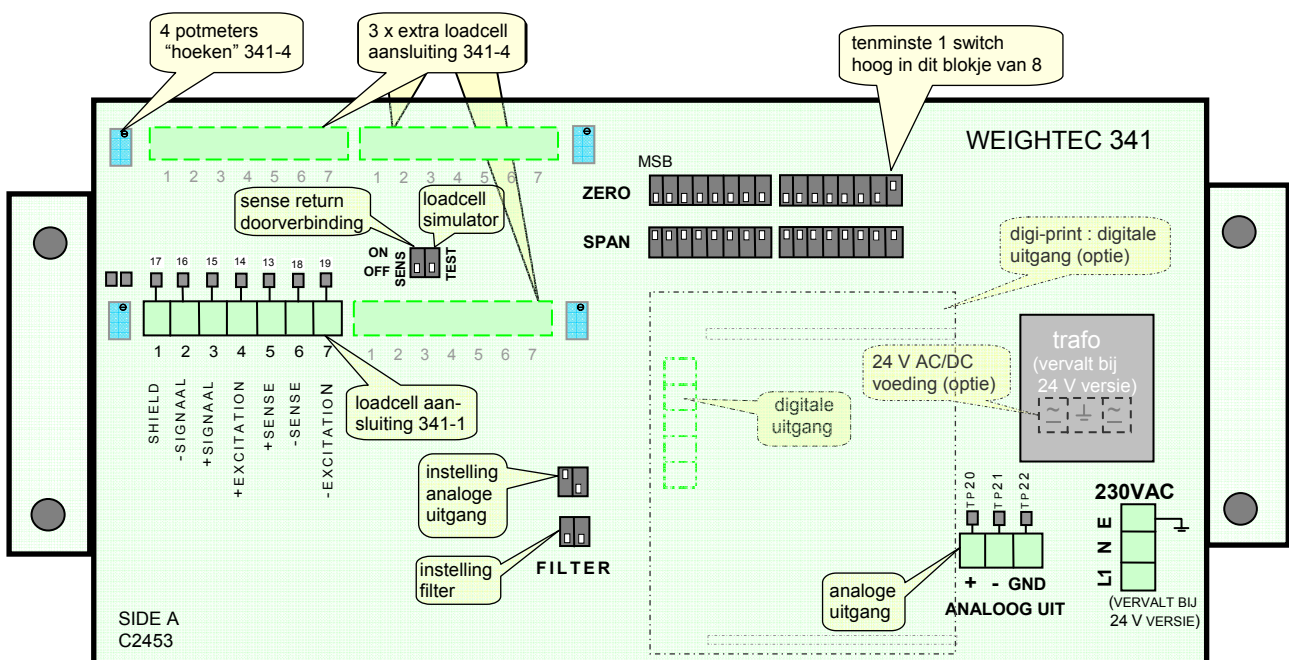 4 potmeters
“hoeken” 341-4
3 x extra loadcell
aansluiting 341-4
tenminste 1 switch
hoog in dit blokje van 8
WEIGHTEC 341
1 2 3 4 5 6 7
1 2 3 4 5 6 7
MSB
ZERO
SPAN
sense return
doorverbinding
loadcell
simulator
ON
OFF
SENS
TEST
digi-print : digitale
uitgang (optie)
17 16 15 14 13 18 19
1 2 3 4 5 6 7
1 2 3 4 5 6 7
SHIELD
-SIGNAAL
+SIGNAAL
+EXCITATION
+SENSE
-SENSE
-EXCITATION
loadcell aan-
sluiting 341-1
trafo
(vervalt bij
24 V versie)
~ ~
24 V AC/DC
voeding (optie)
digitale
uitgang
instelling
analoge
uitgang
instelling
filter
FILTER
TP20
TP21
TP22
+ - GND
ANALOOG UIT
analoge
uitgang
230VAC
E
N
L1
(VERVALT BIJ
24 V VERSIE)
SIDE A
C2453